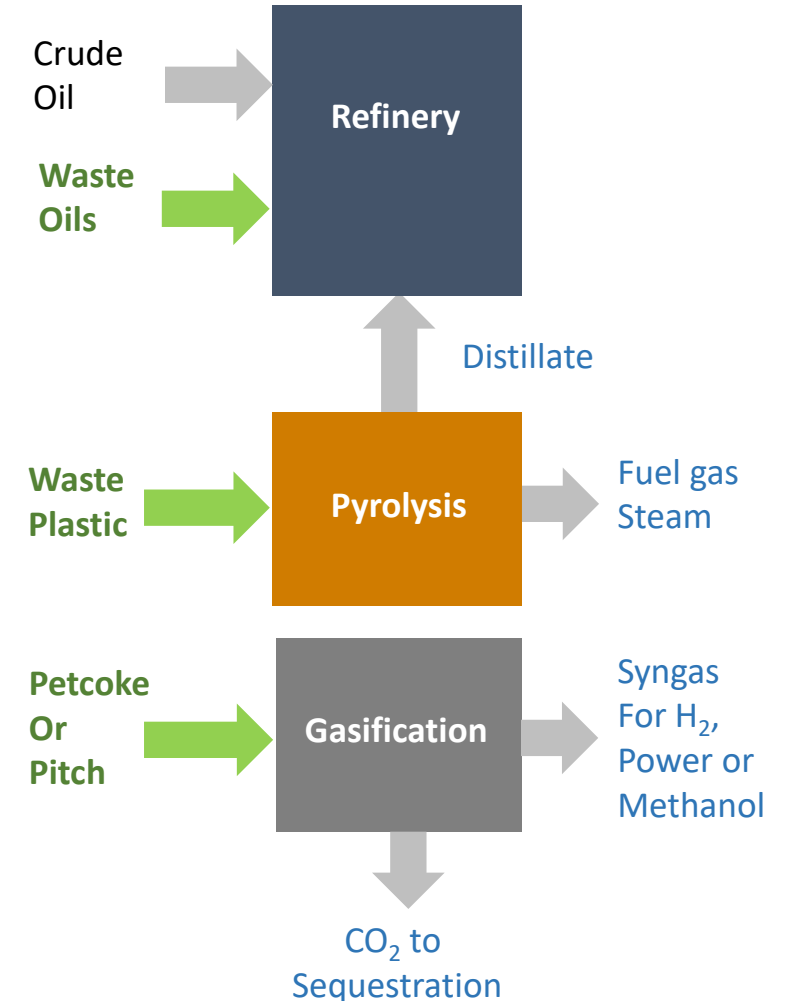 Crude
Oil
Refinery
Waste
Oils
Distillate
Waste
Plastic
Pyrolysis
Fuel gas
Steam
Petcoke
Or
Pitch
Gasification
Syngas
For H₂,
Power or
Methanol
CO₂ to
Sequestration